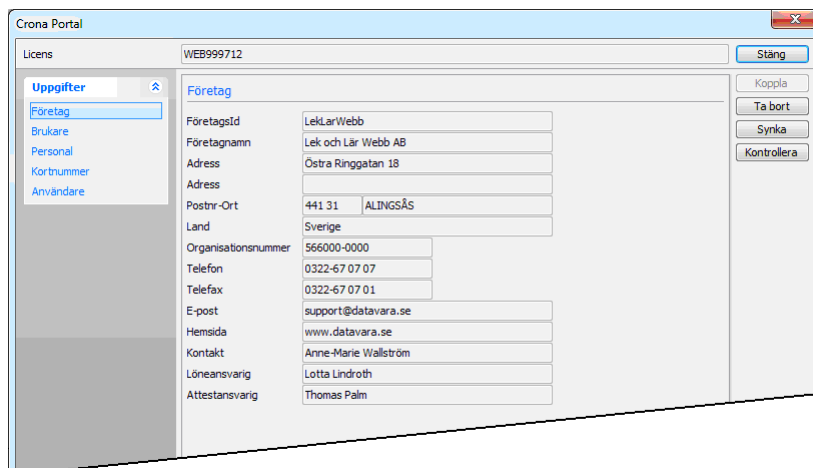 Crona Portal
Licens WEB999712 Stäng
Uppgifter
Företag
Brukare
Personal
Kortnummer
Användare
Företag
FöretagsId LekLarWebb
Företagnamn Lek och Lär Webb AB
Adress Östra Ringgatan 18
Adress
Postnr-Ort 441 31 ALINGSÅS
Land Sverige
Organisationsnummer 566000-0000
Telefon 0322-67 07 07
Telefax 0322-67 07 01
E-post support@datavara.se
Hemsida www.datavara.se
Kontakt Anne-Marie Wallström
Löneansvarig Lotta Lindroth
Attestansvarig Thomas Palm
Koppla
Ta bort
Synka
Kontrollera